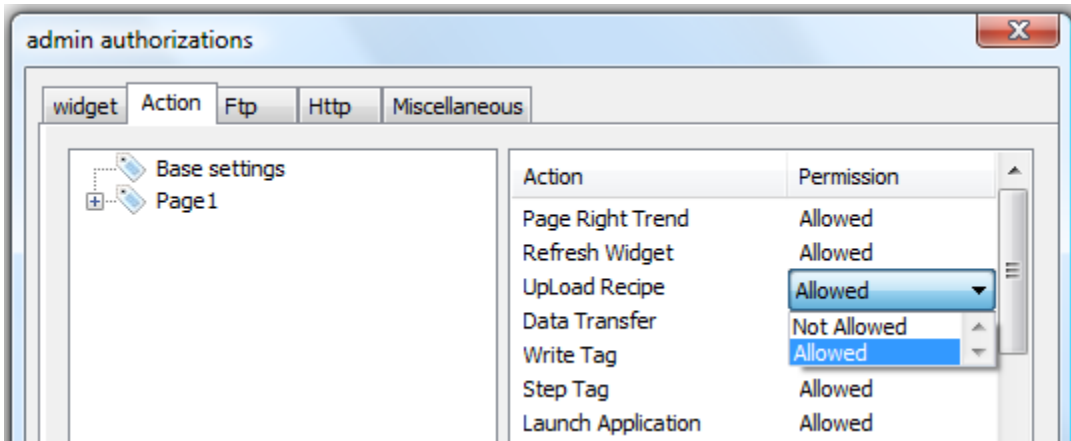 admin authorizations
widget Action Ftp Http Miscellaneous
Base settings
Page1
Action Permission
Page Right Trend Allowed
Refresh Widget Allowed
UpLoad Recipe Allowed
Data Transfer Not Allowed
Write Tag Allowed
Step Tag Allowed
Launch Application Allowed